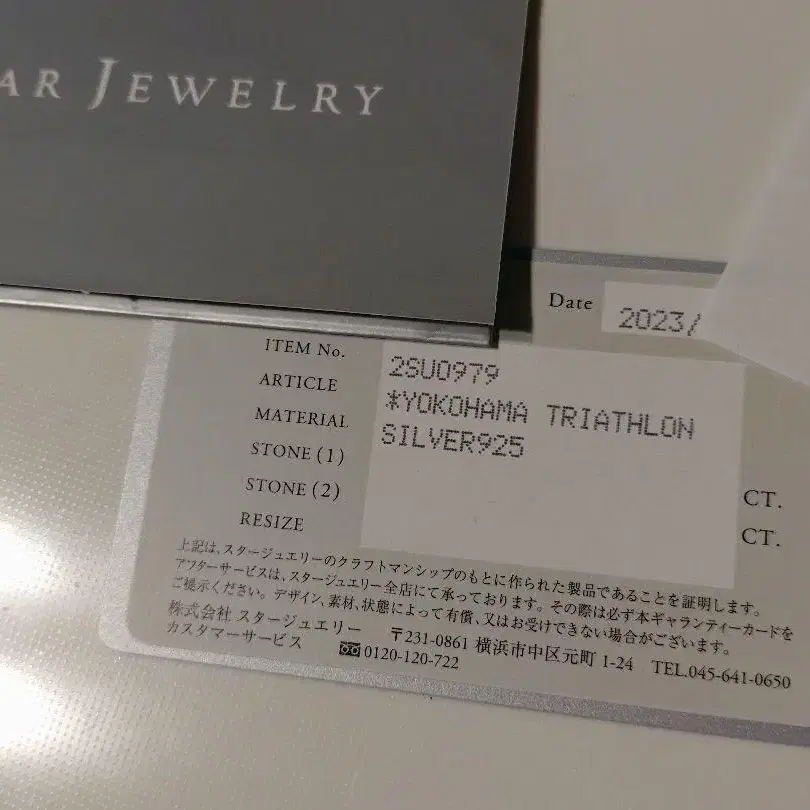 AR JEWELRY
Date 2023/
ITEM No. 2SU0979
ARTICLE *YOKOHAMA TRIATHLON
MATERIAL SILVER925
STONE (1) CT.
STONE (2) CT.
RESIZE
上記は、スタージュエリーのクラフトマンシップのもとに作られた製品であることを証明します。
アフターサービスは、スタージュエリー全店にて承っております。その際は必ず本ギャランティーカードを
ご提示ください。デザイン、素材、状態によって有償、又はお受けできない場合がございます。
株式会社 スタージュエリー 〒231-0861 横浜市中区元町 1-24 TEL.045-641-0650
カスタマーサービス 0120-120-722